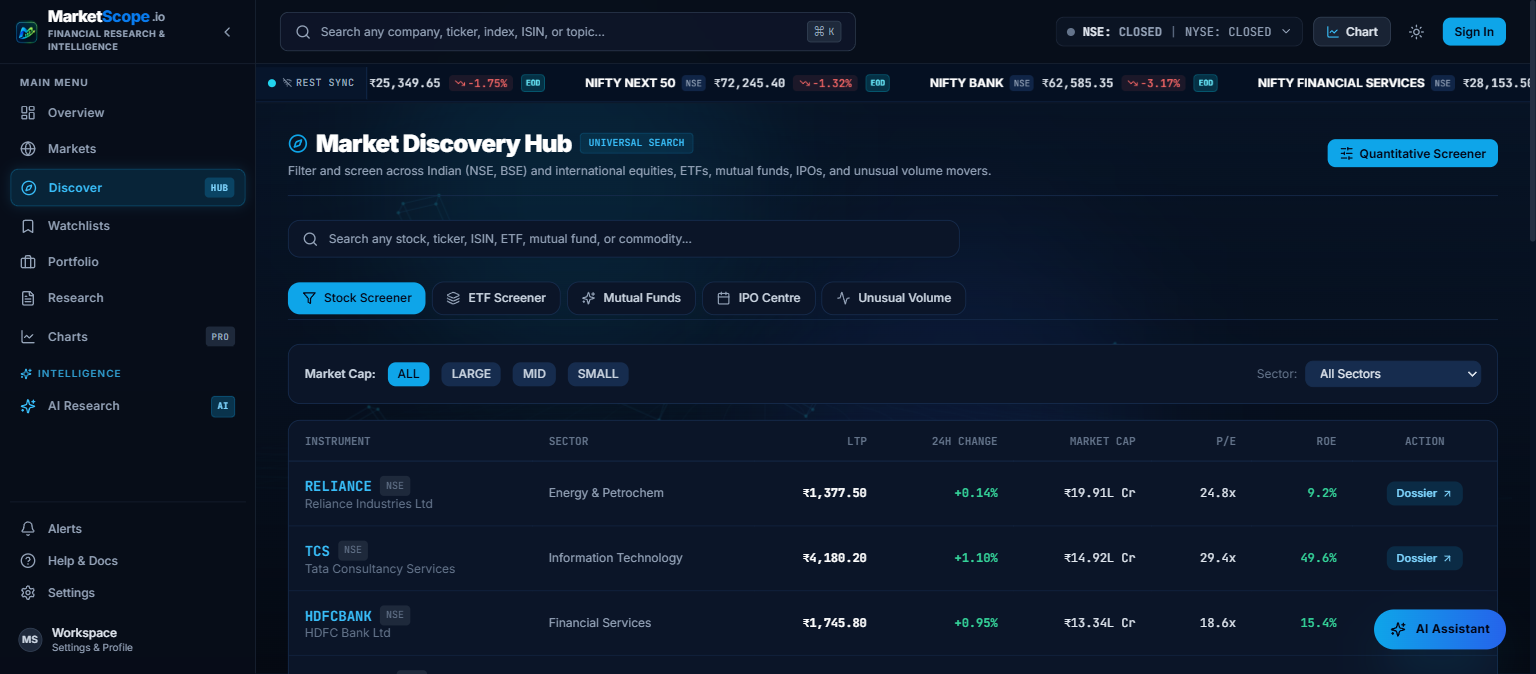 MarketScope.io
FINANCIAL RESEARCH &
INTELLIGENCE
Search any company, ticker, index, ISIN, or topic...
⌘ K
NSE: CLOSED | NYSE: CLOSED
Chart
Sign In
MAIN MENU
Overview
Markets
Discover HUB
Watchlists
Portfolio
Research
Charts PRO
INTELLIGENCE
AI Research AI
Alerts
Help & Docs
Settings
MS Workspace
Settings & Profile
REST SYNC ₹25,349.65 -1.75% EOD NIFTY NEXT 50 NSE ₹72,245.40 -1.32% EOD NIFTY BANK NSE ₹62,585.35 -3.17% EOD NIFTY FINANCIAL SERVICES NSE ₹28,153.50
Market Discovery Hub UNIVERSAL SEARCH
Filter and screen across Indian (NSE, BSE) and international equities, ETFs, mutual funds, IPOs, and unusual volume movers.
Quantitative Screener
Search any stock, ticker, ISIN, ETF, mutual fund, or commodity...
Stock Screener ETF Screener Mutual Funds IPO Centre Unusual Volume
Market Cap: ALL LARGE MID SMALL Sector: All Sectors
INSTRUMENT SECTOR LTP 24H CHANGE MARKET CAP P/E ROE ACTION
RELIANCE NSE
Reliance Industries Ltd
Energy & Petrochem ₹1,377.50 +0.14% ₹19.91L Cr 24.8x 9.2% Dossier
TCS NSE
Tata Consultancy Services
Information Technology ₹4,180.20 +1.10% ₹14.92L Cr 29.4x 49.6% Dossier
HDFCBANK NSE
HDFC Bank Ltd
Financial Services ₹1,745.80 +0.95% ₹13.34L Cr 18.6x 15.4%
AI Assistant